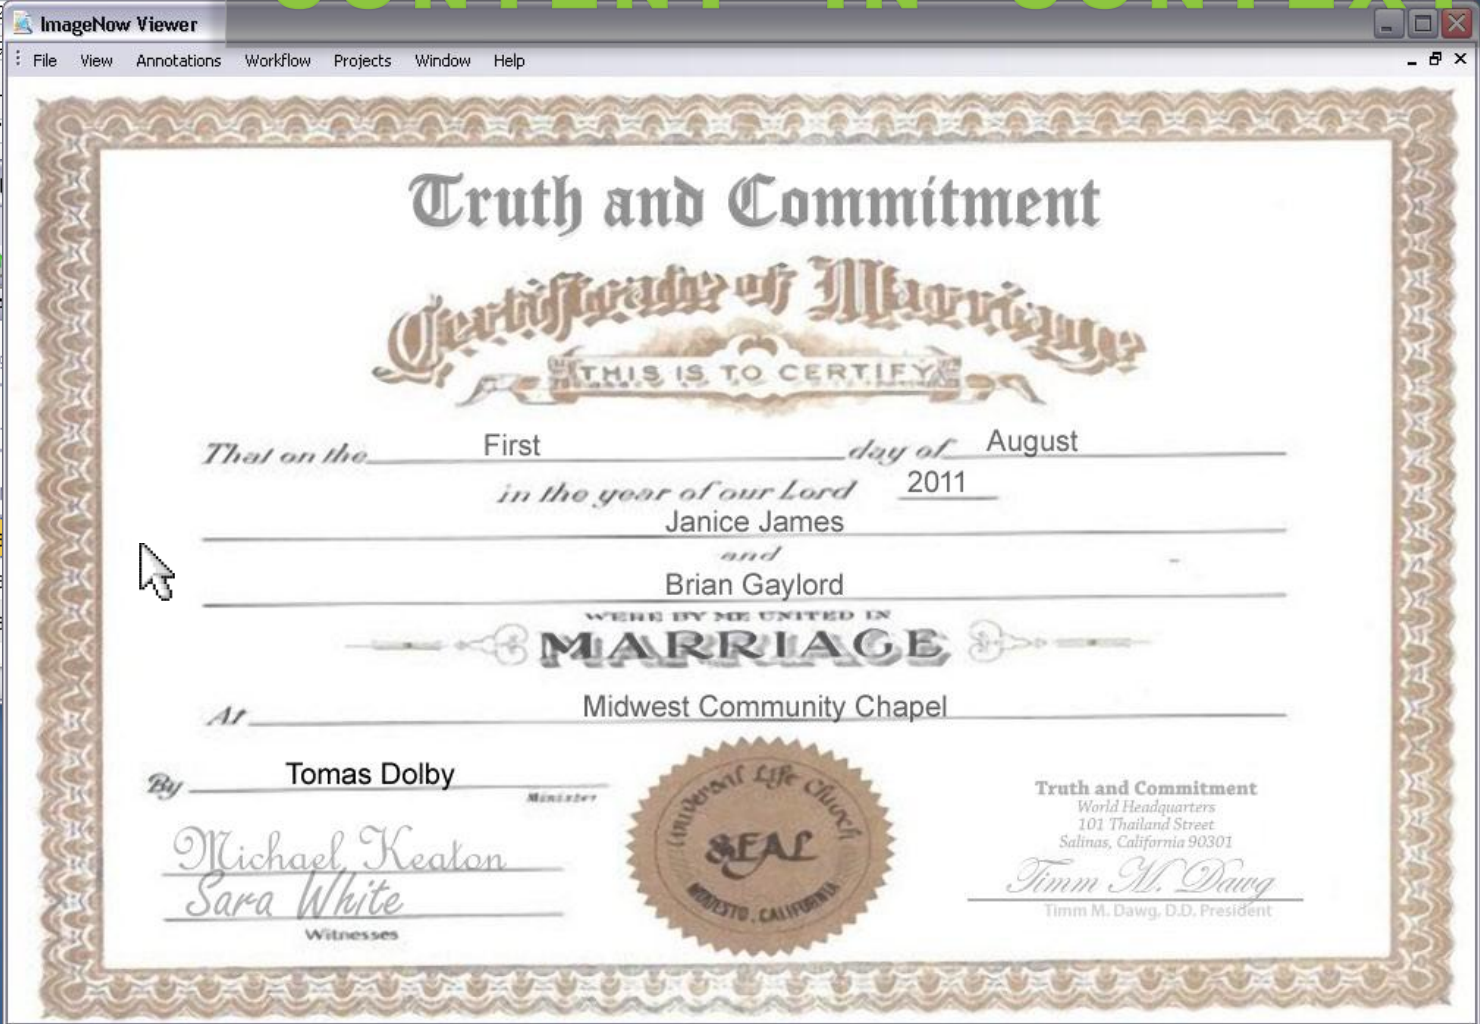 CONTENT IN CONTEXT
ImageNow Viewer
File View Annotations Workflow Projects Window Help
Truth and Commitment
Certificate of Marriage
THIS IS TO CERTIFY
That on the First day of August
in the year of our Lord 2011
Janice James
and
Brian Gaylord
WERE BY ME UNITED IN
MARRIAGE
At Midwest Community Chapel
By Tomas Dolby
Minister
Michael Keaton
Sara White
Witnesses
Universal Life Church
SEAL
MODESTO, CALIFORNIA
Truth and Commitment
World Headquarters
101 Thailand Street
Salinas, California 90301
Timm M. Dawg
Timm M. Dawg, D.D. President